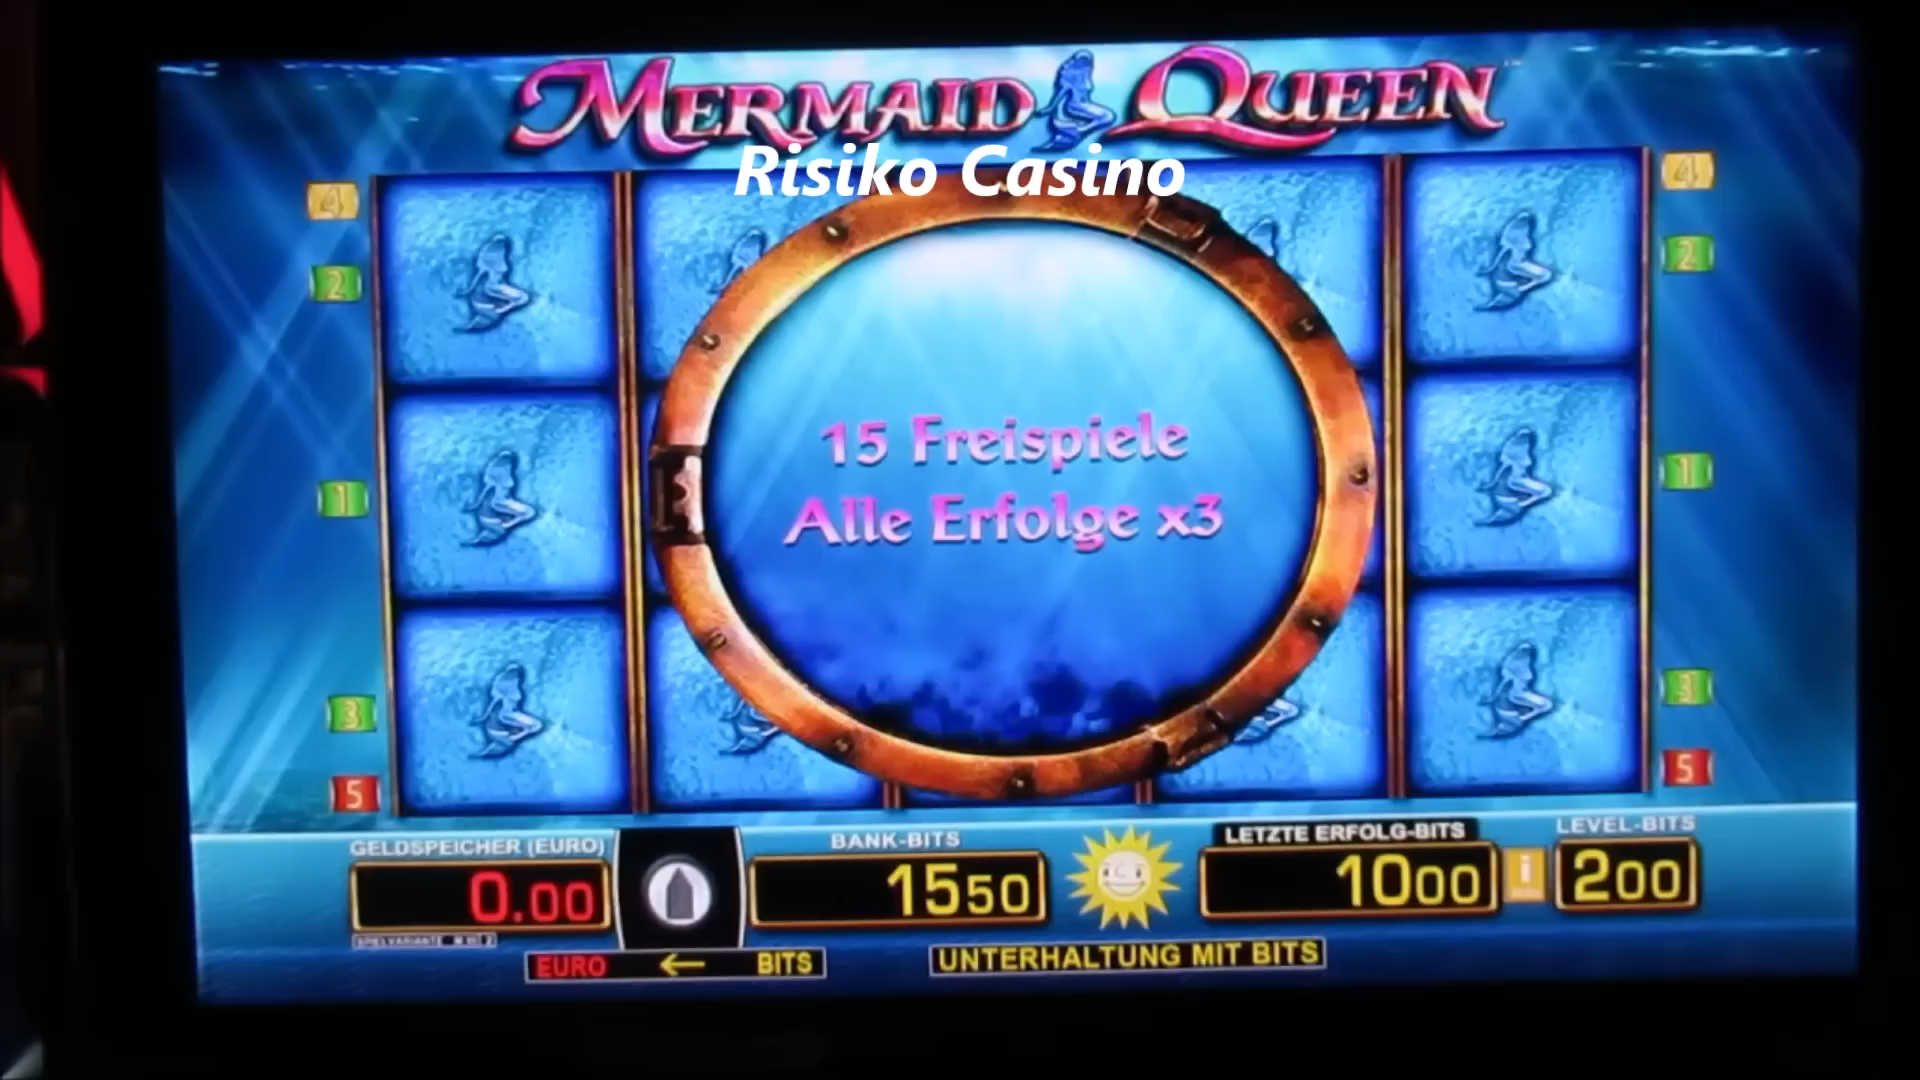 MERMAID QUEEN
Risiko Casino
4
4
2
2
15 Freispiele
1
1
Alle Erfolge x3
3
3
5
5
GELDSPEICHER (EURO)
BANK-BITS
LETZTE ERFOLG-BITS
LEVEL-BITS
0.00
1550
1000
i
200
EURO ← BITS
UNTERHALTUNG MIT BITS